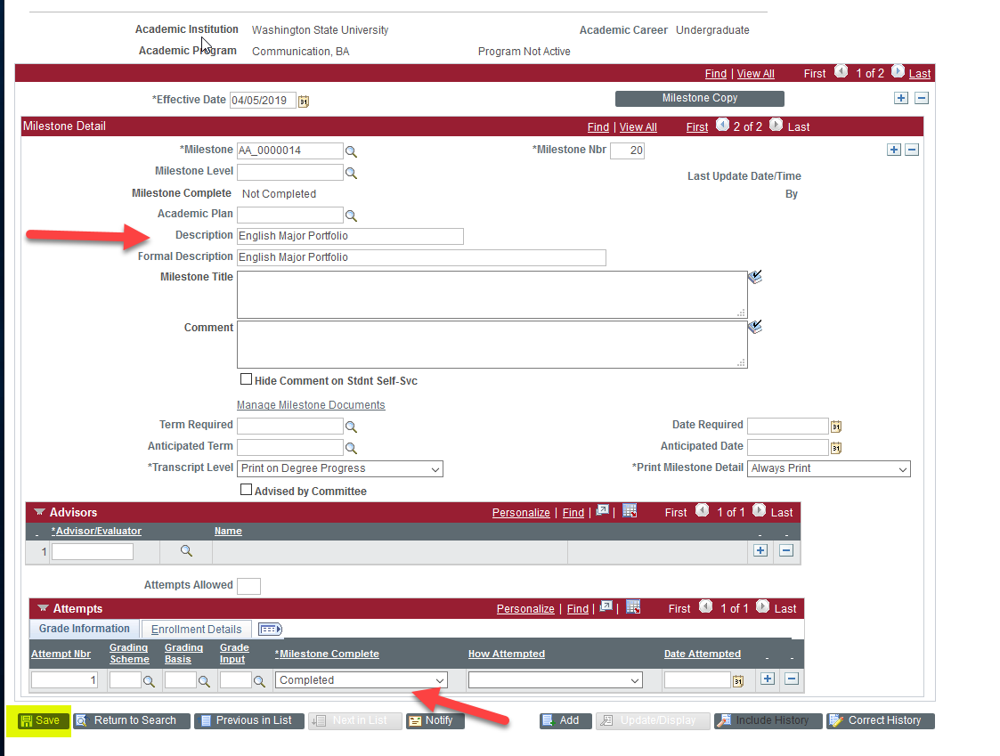 Academic Institution Washington State University Academic Career Undergraduate
Academic Program Communication, BA Program Not Active
Find | View All First 1 of 2 Last
*Effective Date 04/05/2019 31 Milestone Copy
Milestone Detail Find | View All First 2 of 2 Last
*Milestone AA_0000014 *Milestone Nbr 20
Milestone Level
Last Update Date/Time
Milestone Complete Not Completed By
Academic Plan
Description English Major Portfolio
Formal Description English Major Portfolio
Milestone Title
Comment
Hide Comment on Stdnt Self-Svc
Manage Milestone Documents
Term Required Date Required 31
Anticipated Term Anticipated Date 31
*Transcript Level Print on Degree Progress *Print Milestone Detail Always Print
Advised by Committee
Advisors Personalize | Find | | First 1 of 1 Last
*Advisor/Evaluator Name
1
Attempts Allowed
Attempts Personalize | Find | | First 1 of 1 Last
Grade Information Enrollment Details
Attempt Nbr Grading Scheme Grading Basis Grade Input *Milestone Complete How Attempted Date Attempted
1 Completed 31
Save Return to Search Previous in List Next in List Notify Add Update/Display Include History Correct History